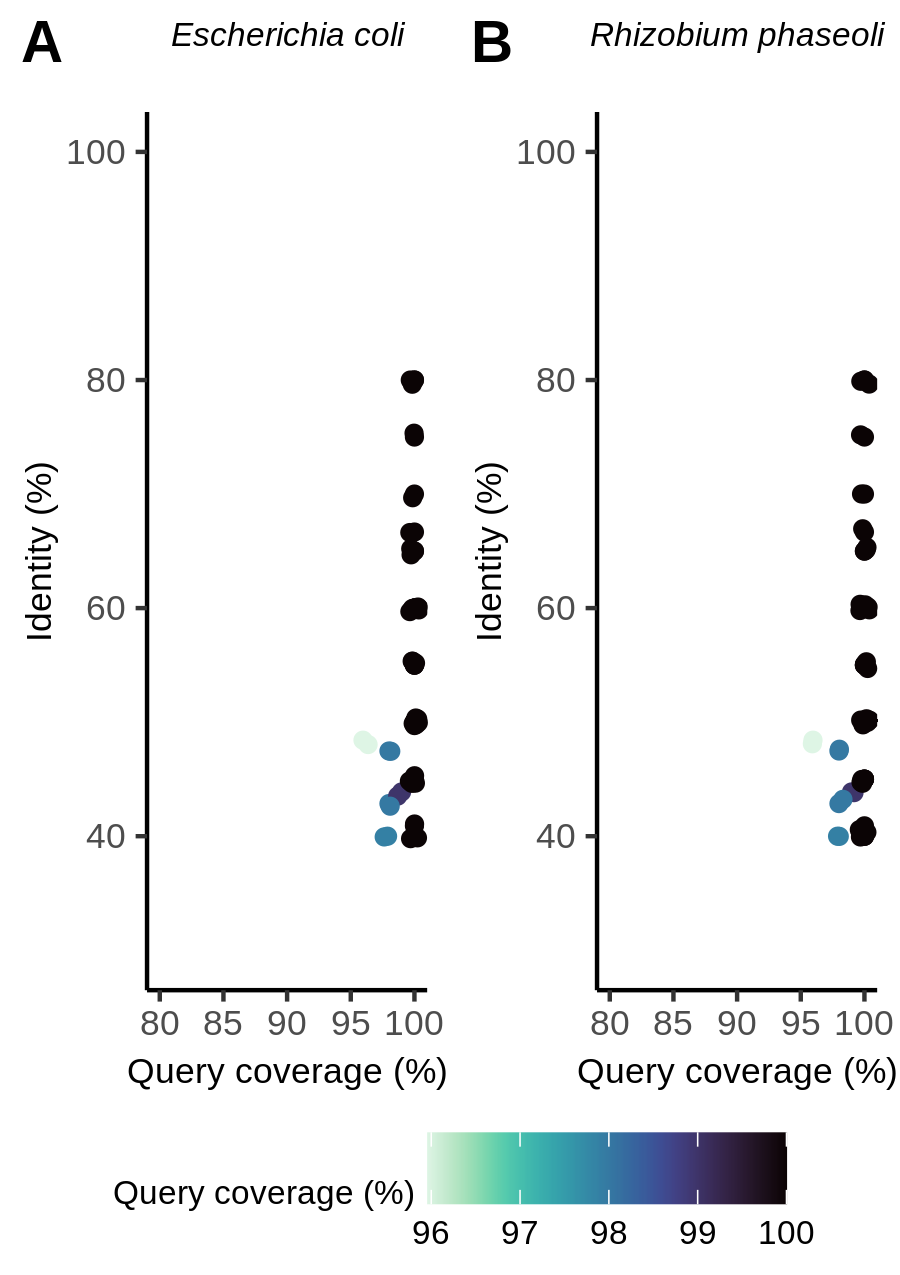 A Escherichia coli B Rhizobium phaseoli
100 100
80 80
Identity (%) Identity (%)
60 60
40 40
80 85 90 95 100 80 85 90 95 100
Query coverage (%) Query coverage (%)
Query coverage (%)
96 97 98 99 100